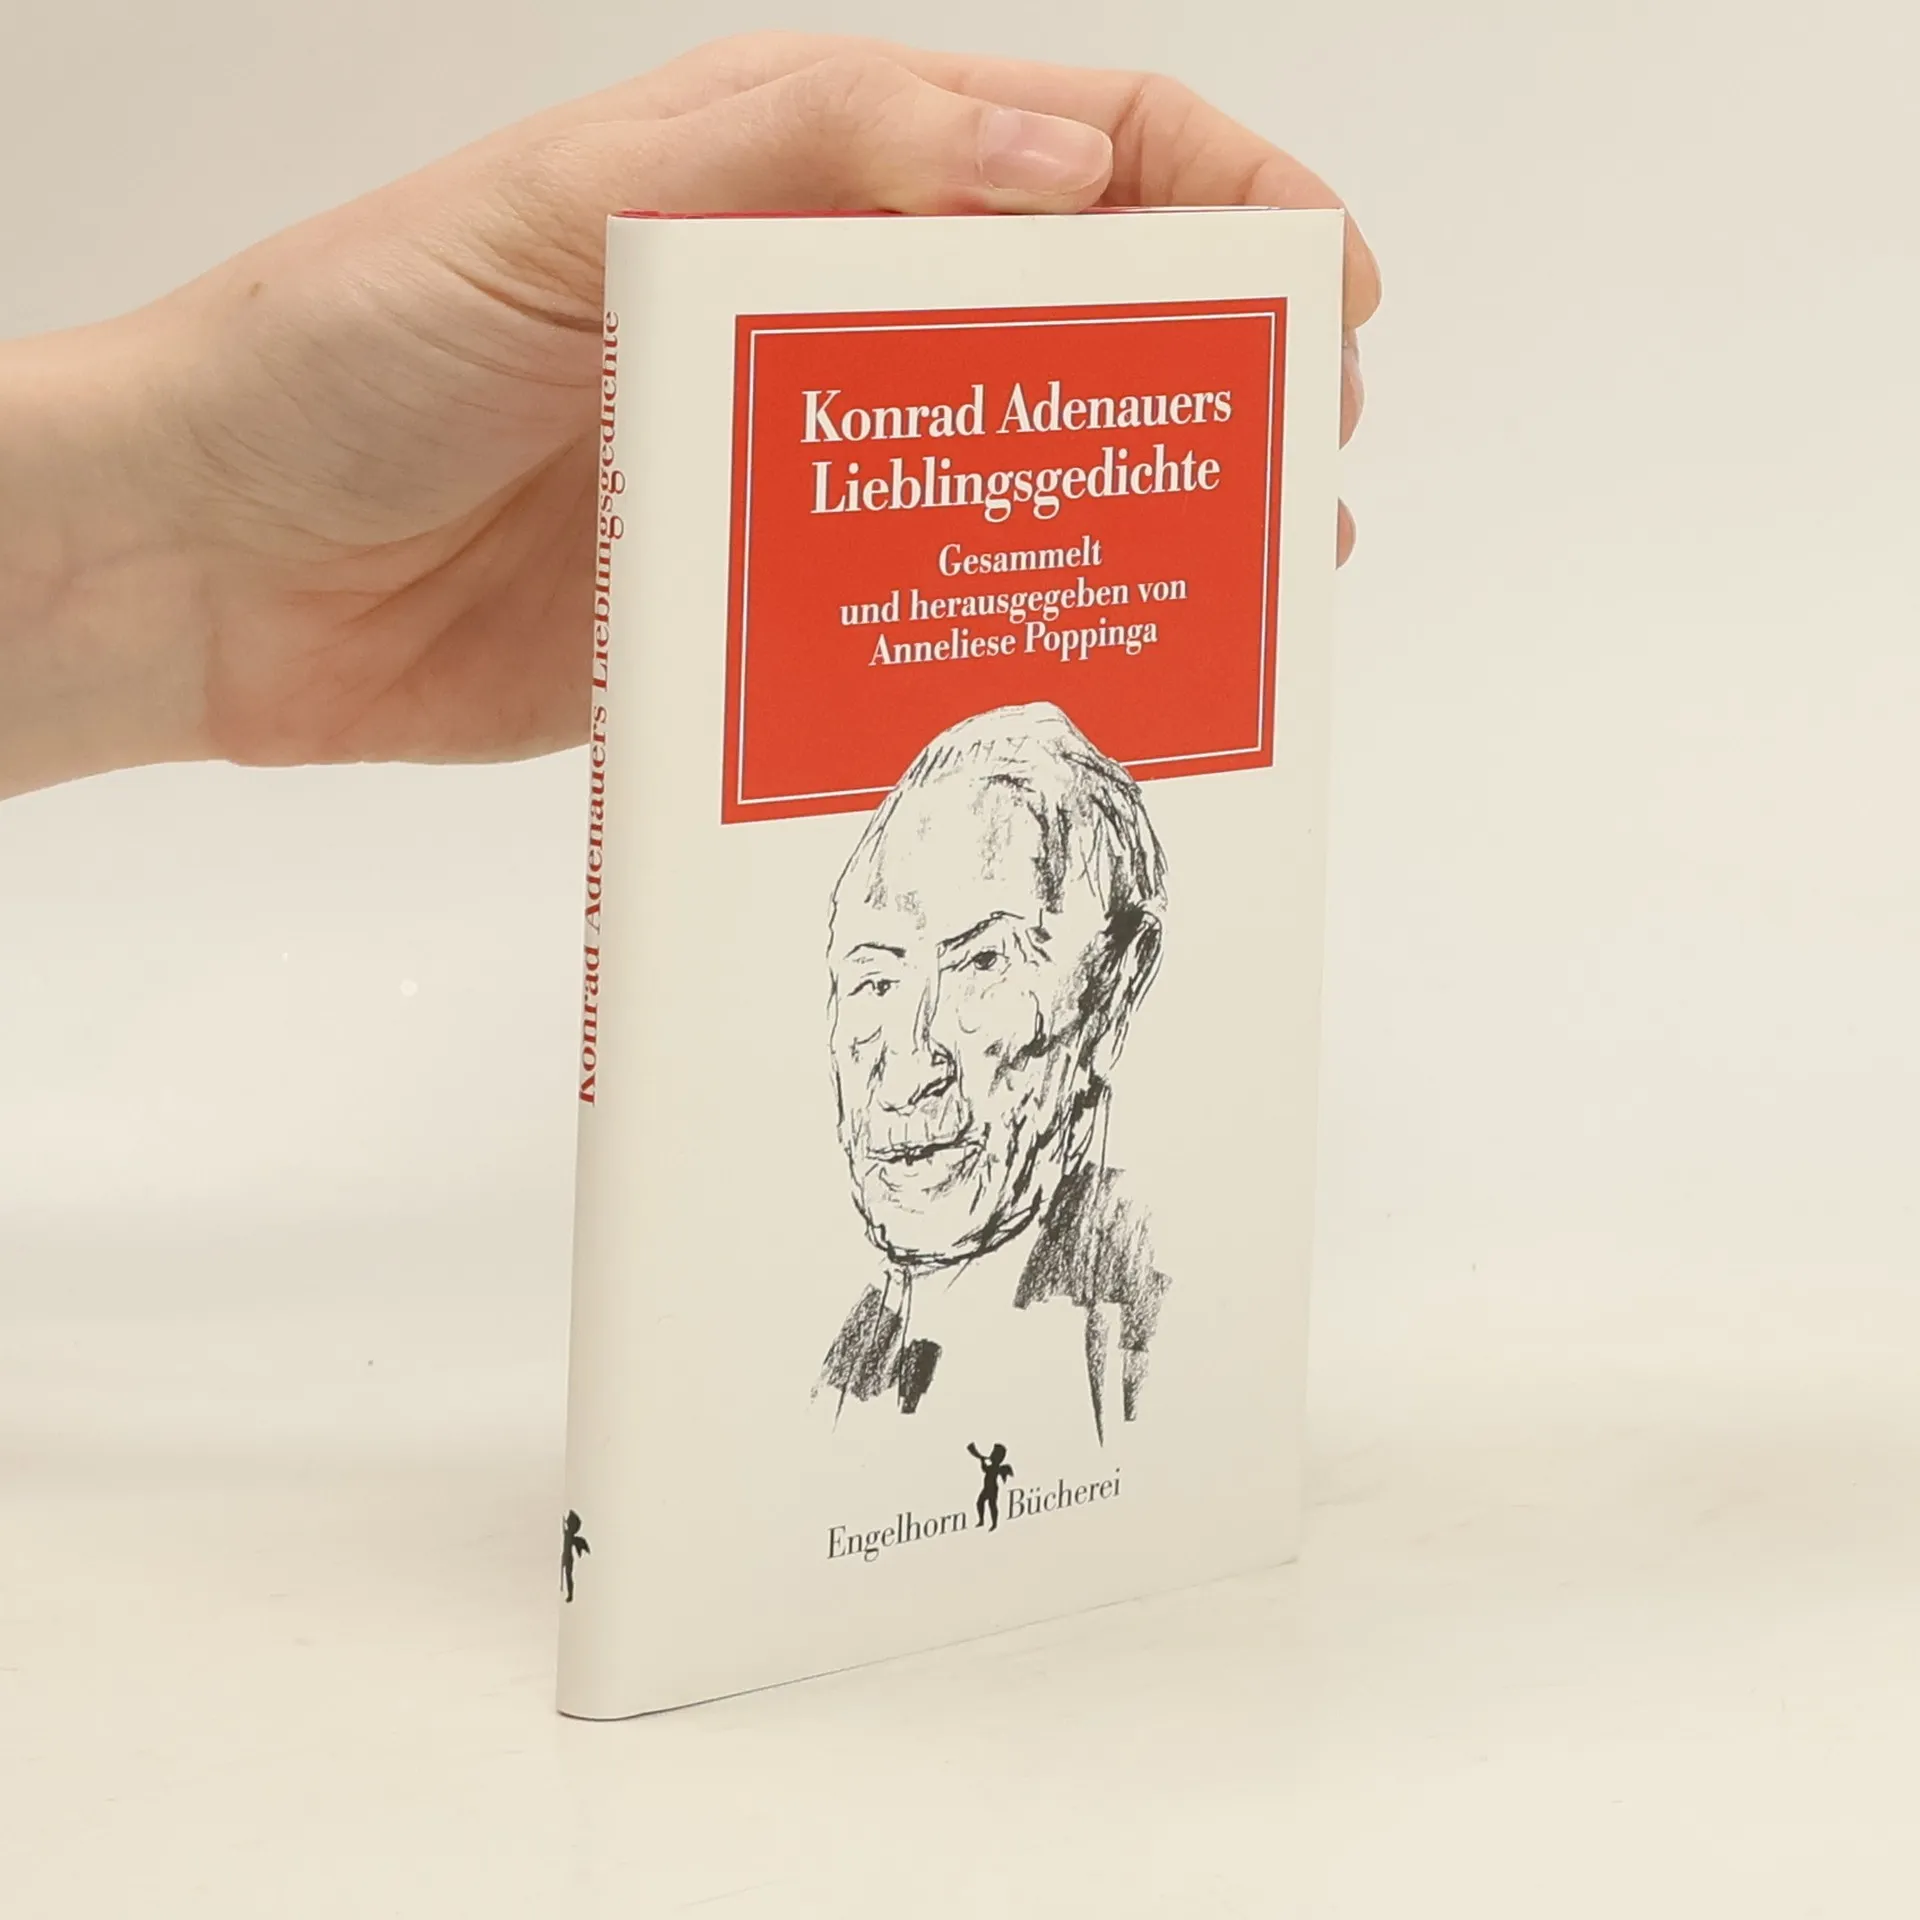 Konrad Adenauers Lieblingsgedichte
Konrad Adenauers
Lieblingsgedichte
Gesammelt
und herausgegeben von
Anneliese Poppinga
Engelhorn Bücherei